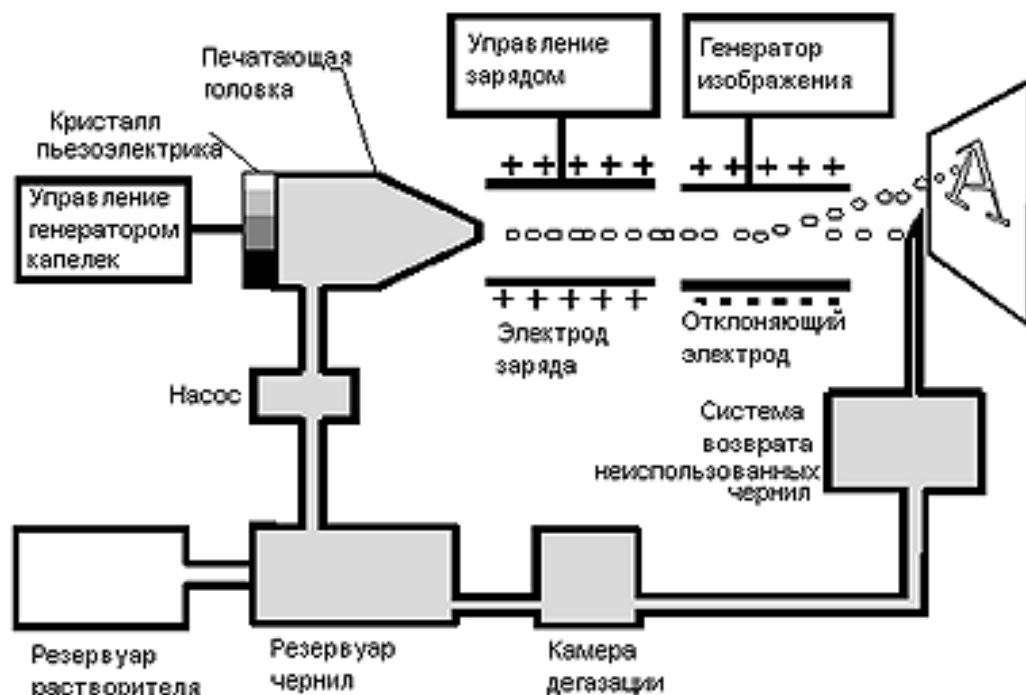 Управление
зарядом
Генератор
изображения
Печатающая
головка
Кристалл
пьезоэлектрика
Управление
генератором
капелек
А
Электрод
заряда
Отклоняющий
электрод
Насос
Система
возврата
неиспользованных
чернил
Резервуар
растворителя
Резервуар
чернил
Камера
дегазации